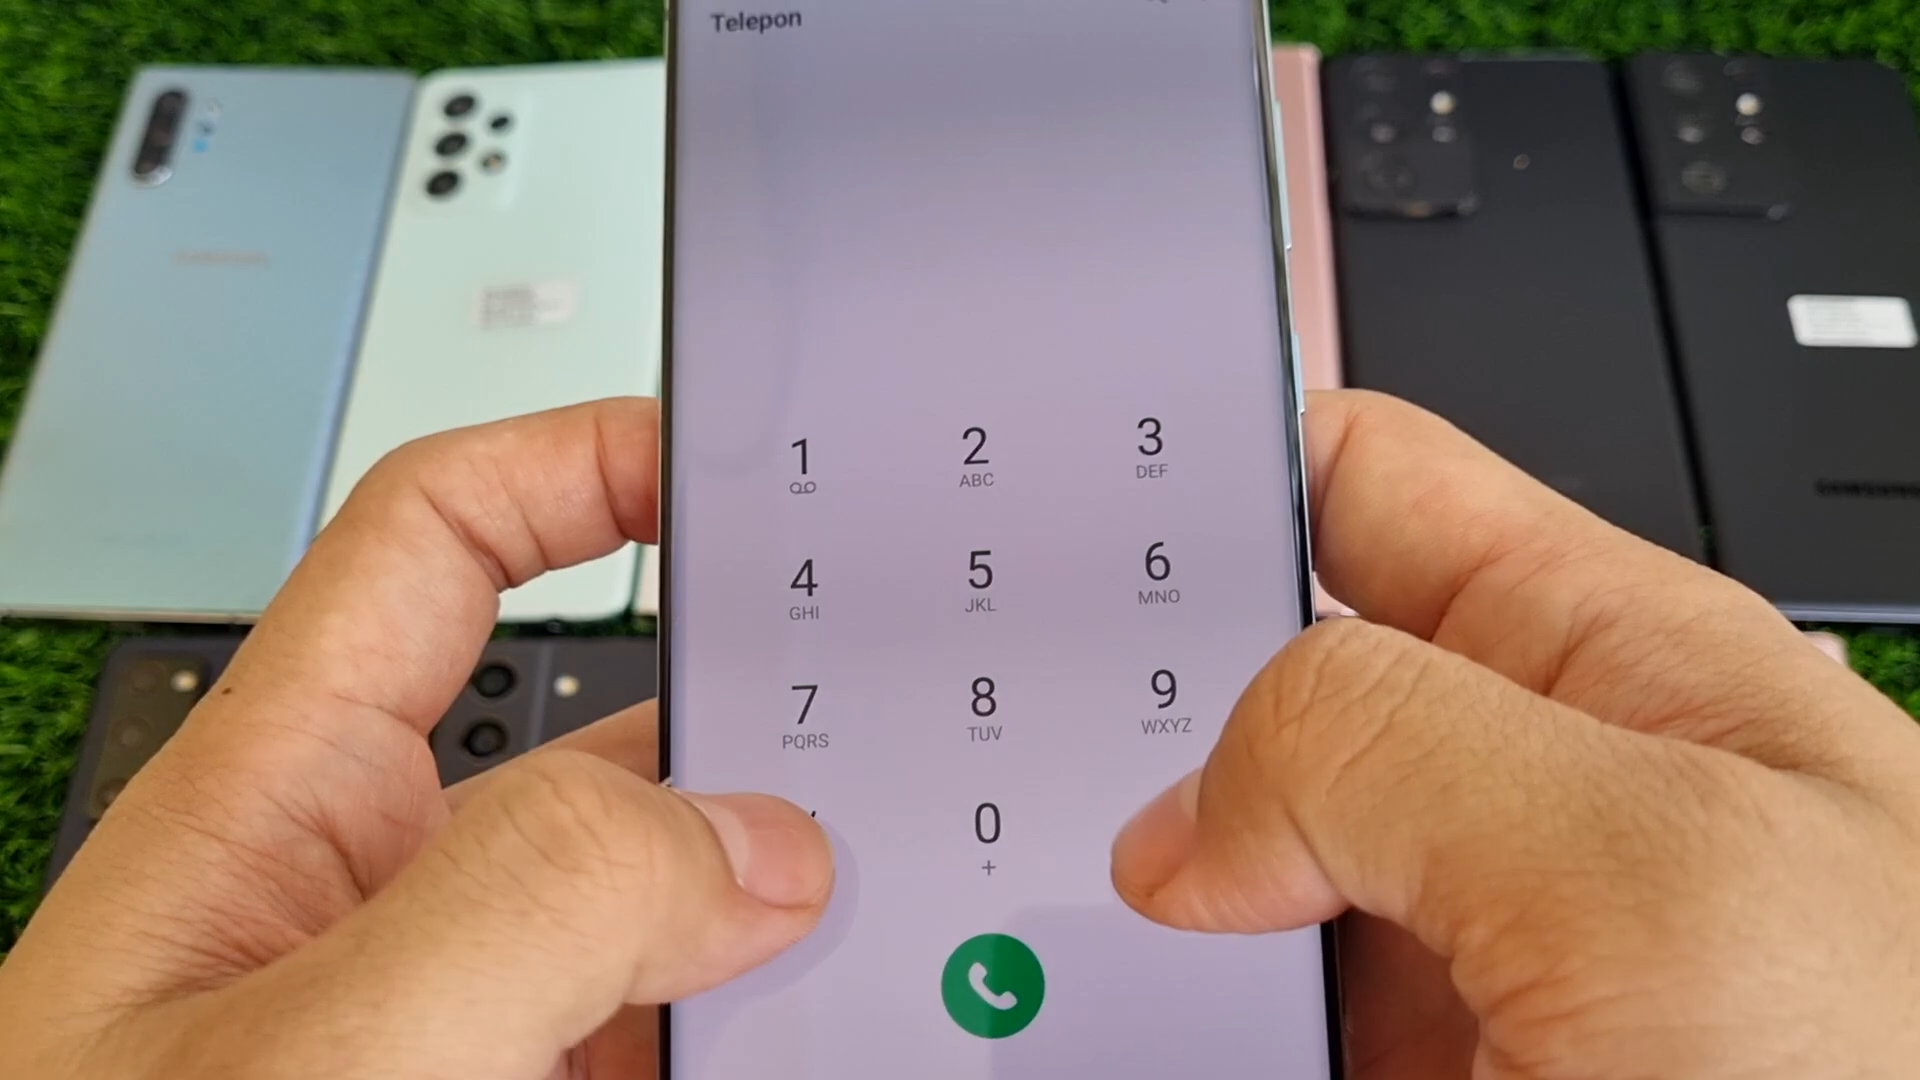 Telepon
1 2 3
ABC DEF
4 5 6
GHI JKL MNO
7 8 9
PQRS TUV WXYZ
0
+
SAMSUNG